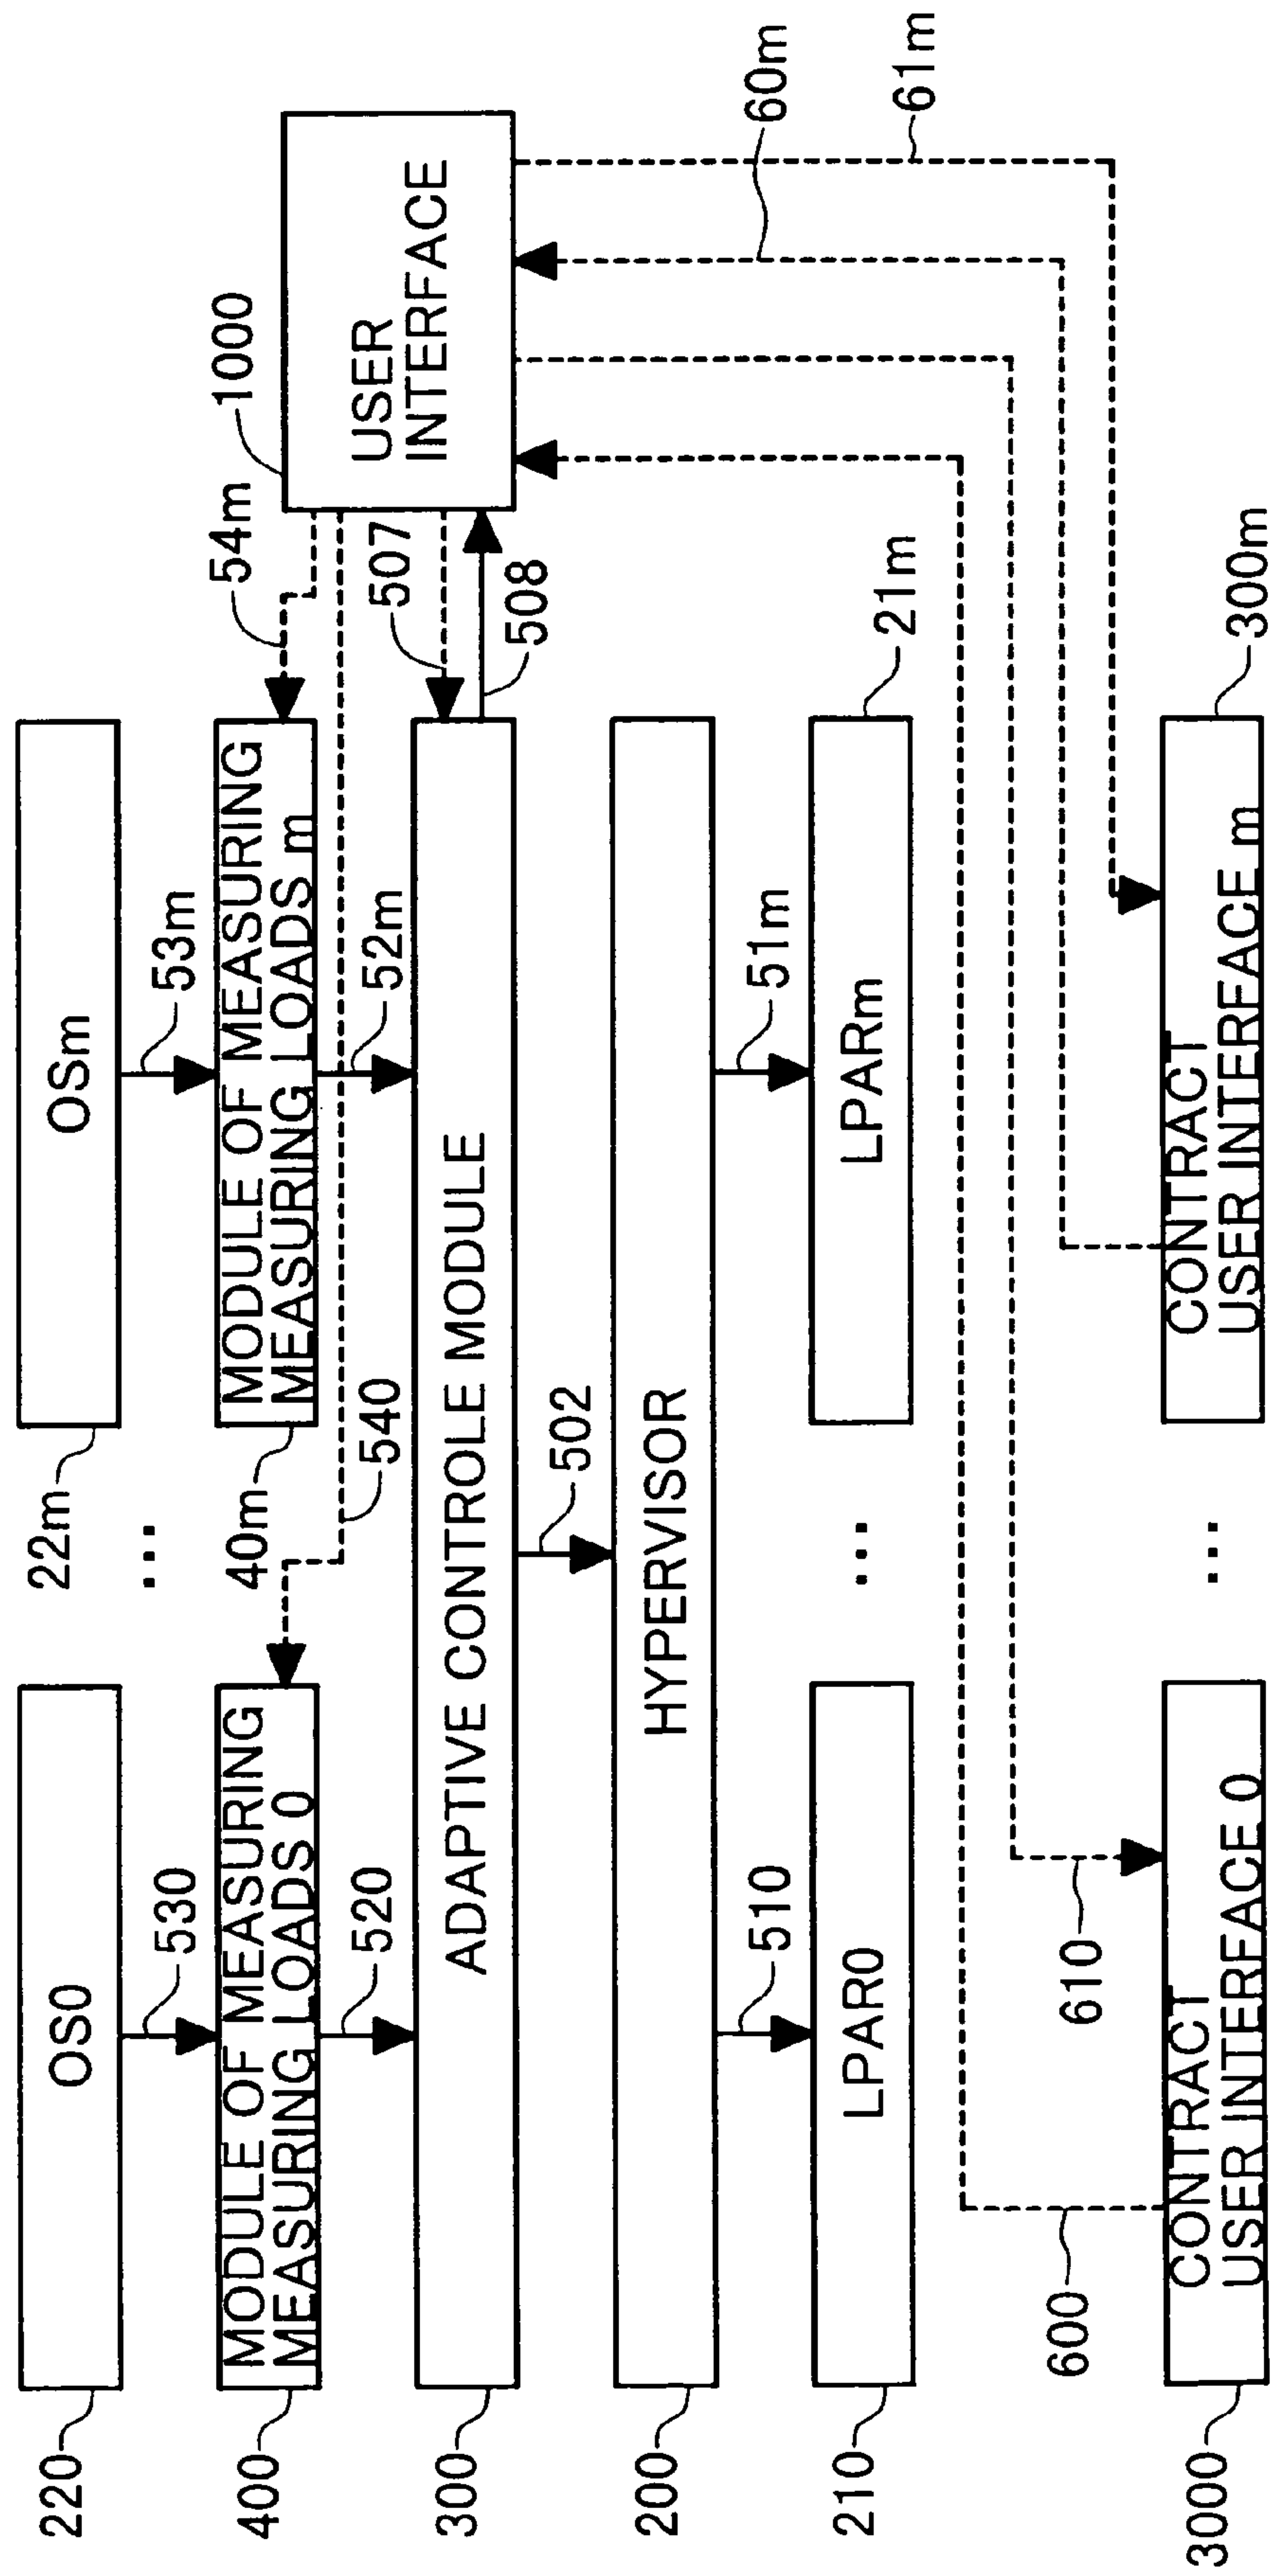 220
OS0
22m
OSm
...
530
53m
54m
1000
400
MODULE OF MEASURING
MEASURING LOADS 0
40m
MODULE OF MEASURING
MEASURING LOADS m
USER
INTERFACE
520
540
52m
507
508
300
ADAPTIVE CONTROLE MODULE
502
200
HYPERVISOR
510
51m
210
LPAR0
...
LPARm
21m
60m
61m
600
610
3000
CONTRACT
USER INTERFACE 0
...
CONTRACT
USER INTERFACE m
300m